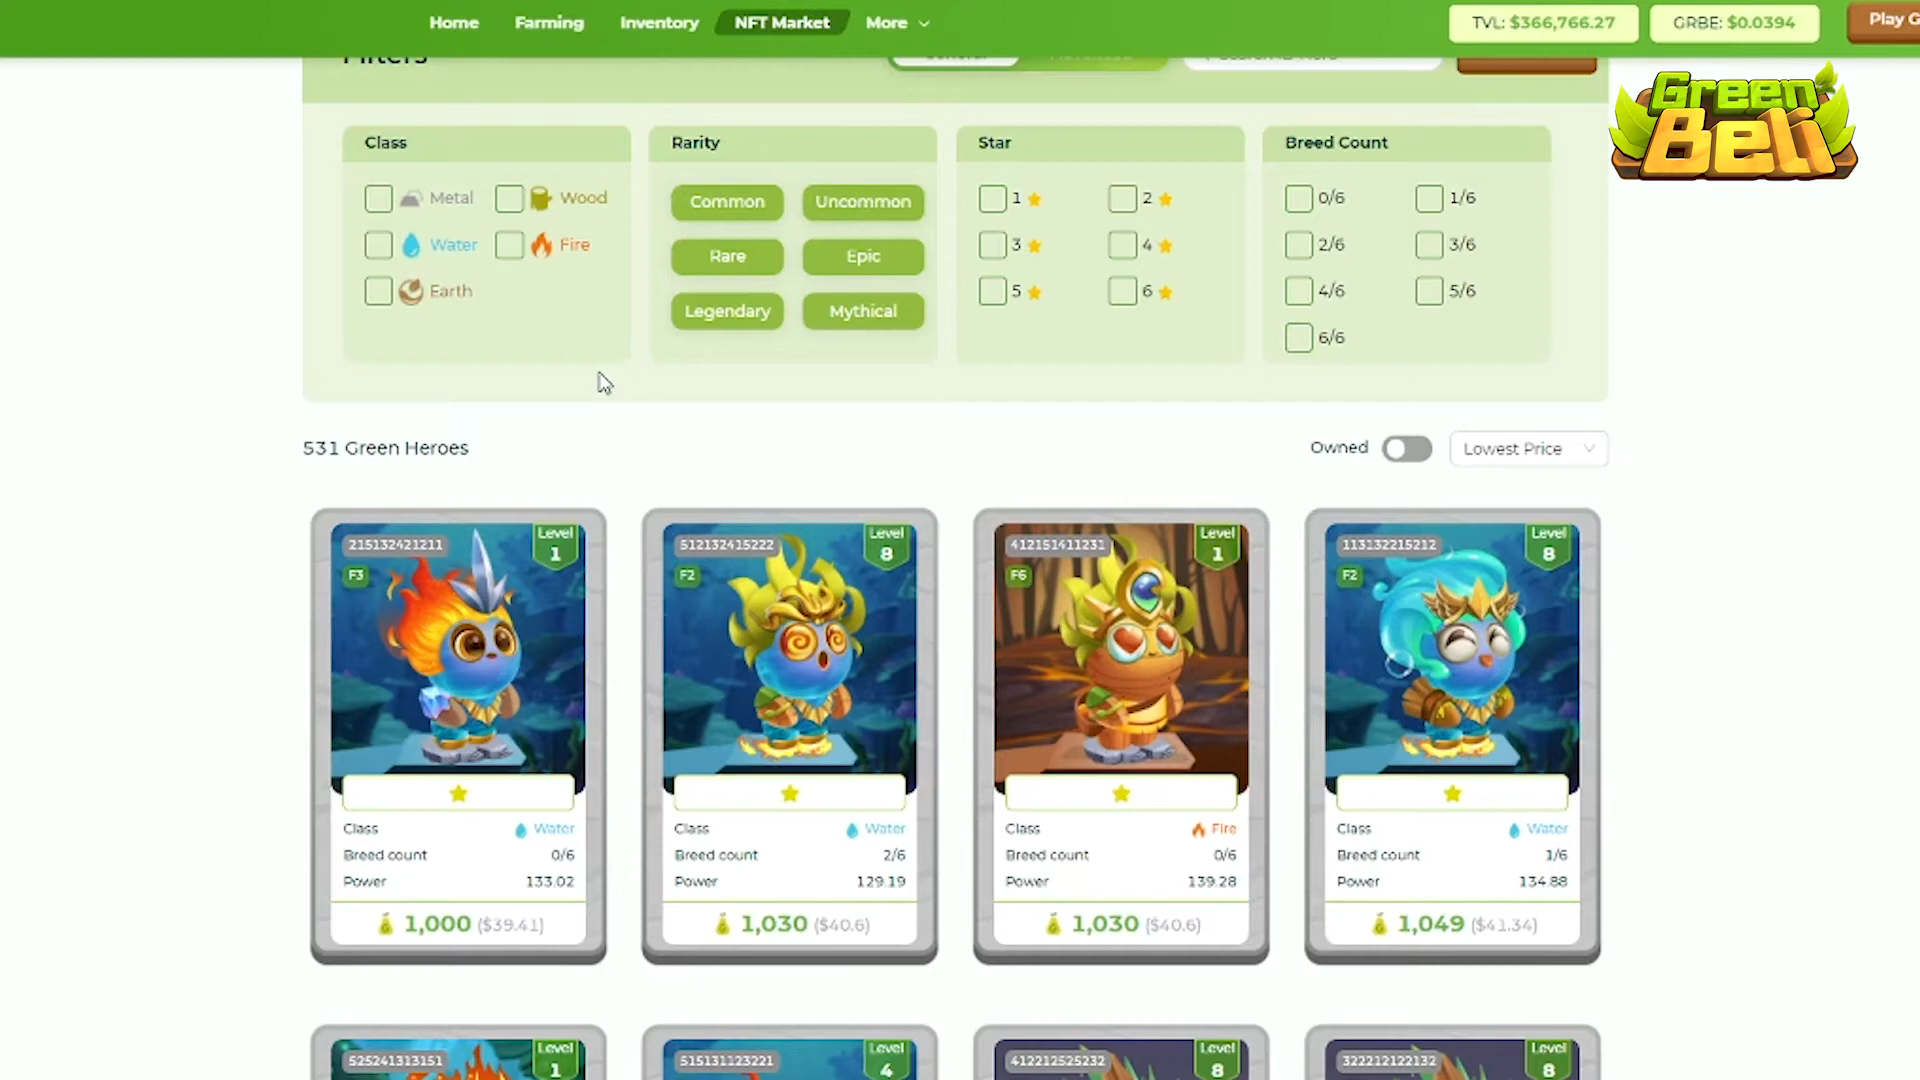 Home Farming Inventory NFT Market More TVL: $366,766.27 GRBE: $0.0394 Play G
Filters
Green Beli
Class Rarity Star Breed Count
Metal Wood Common Uncommon 1 2 0/6 1/6
Water Fire Rare Epic 3 4 2/6 3/6
Earth Legendary Mythical 5 6 4/6 5/6
6/6
531 Green Heroes Owned Lowest Price
215132421211 Level 1 512132415222 Level 8 412151411231 Level 1 113132215212 Level 8
F3 F2 F6 F2
Class Water Class Water Class Fire Class Water
Breed count 0/6 Breed count 2/6 Breed count 0/6 Breed count 1/6
Power 133.02 Power 129.19 Power 139.28 Power 134.88
1,000 ($39.41) 1,030 ($40.6) 1,030 ($40.6) 1,049 ($41.34)
525241313151 Level 1 515131123221 Level 4 412212525232 Level 8 322212122132 Level 8